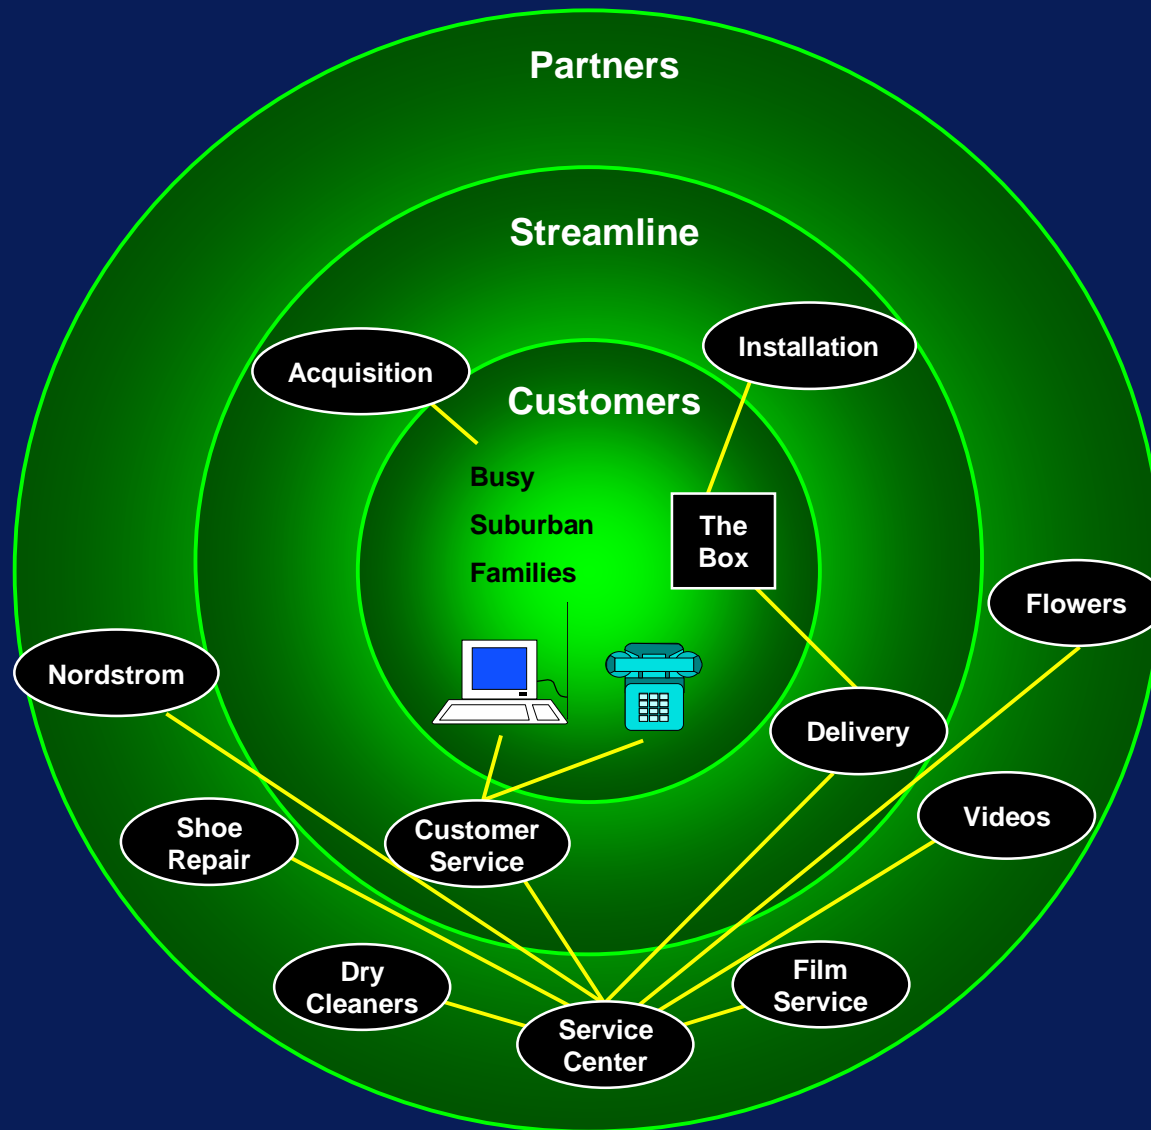 Partners
Streamline
Installation
Acquisition
Customers
Busy
Suburban
Families
The
Box
Flowers
Nordstrom
Delivery
Videos
Shoe
Repair
Customer
Service
Dry
Cleaners
Film
Service
Service
Center